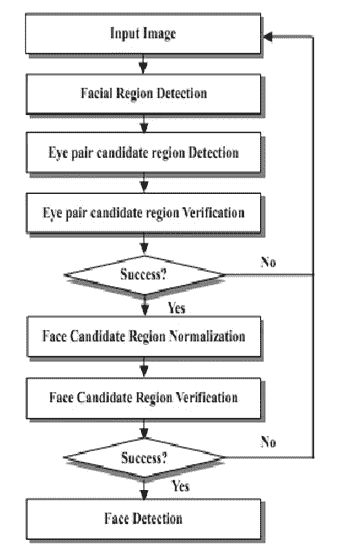 Input Image
Facial Region Detection
Eye pair candidate region Detection
Eye pair candidate region Verification
Success?
No
Yes
Face Candidate Region Normalization
Face Candidate Region Verification
Success?
No
Yes
Face Detection